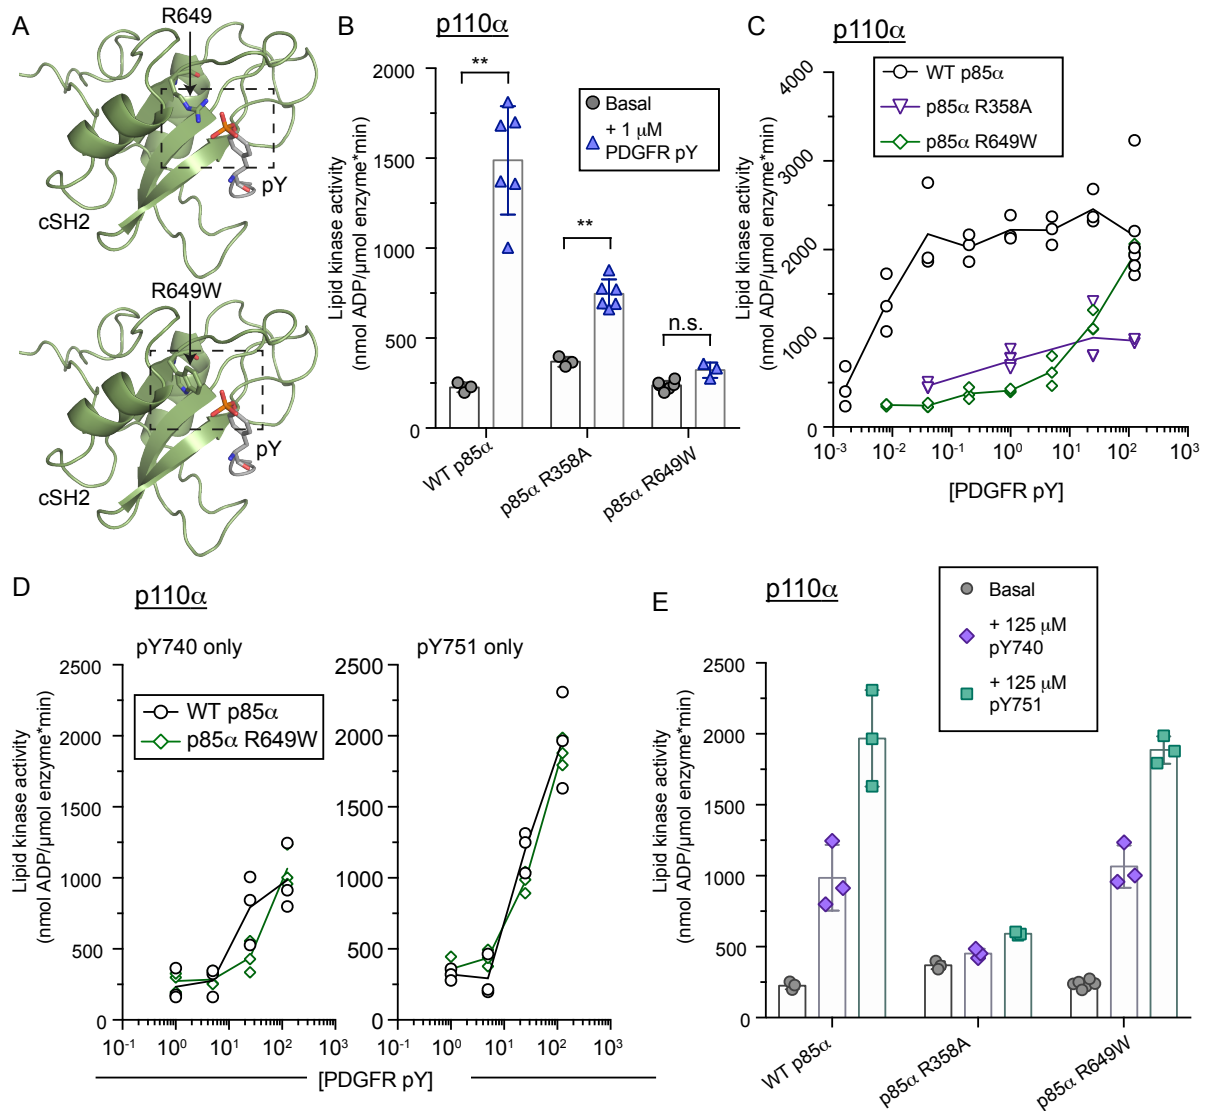 A
R649
pY
cSH2
R649W
pY
cSH2
B
p110α
Lipid kinase activity
(nmol ADP/μmol enzyme*min)
2000
1500
1000
500
0
**
**
n.s.
Basal
+ 1 μM
PDGFR pY
WT p85α
p85α R358A
p85α R649W
C
p110α
Lipid kinase activity
(nmol ADP/μmol enzyme*min)
4000
3000
2000
1000
0
WT p85α
p85α R358A
p85α R649W
10-3
10-2
10-1
100
101
102
103
[PDGFR pY]
D
p110α
pY740 only
pY751 only
Lipid kinase activity
(nmol ADP/μmol enzyme*min)
2500
2000
1500
1000
500
0
WT p85α
p85α R649W
10-1
100
101
102
103
2500
2000
1500
1000
500
0
10-1
100
101
102
103
[PDGFR pY]
E
p110α
Basal
+ 125 μM
pY740
+ 125 μM
pY751
Lipid kinase activity
(nmol ADP/μmol enzyme*min)
2500
2000
1500
1000
500
0
WT p85α
p85α R358A
p85α R649W